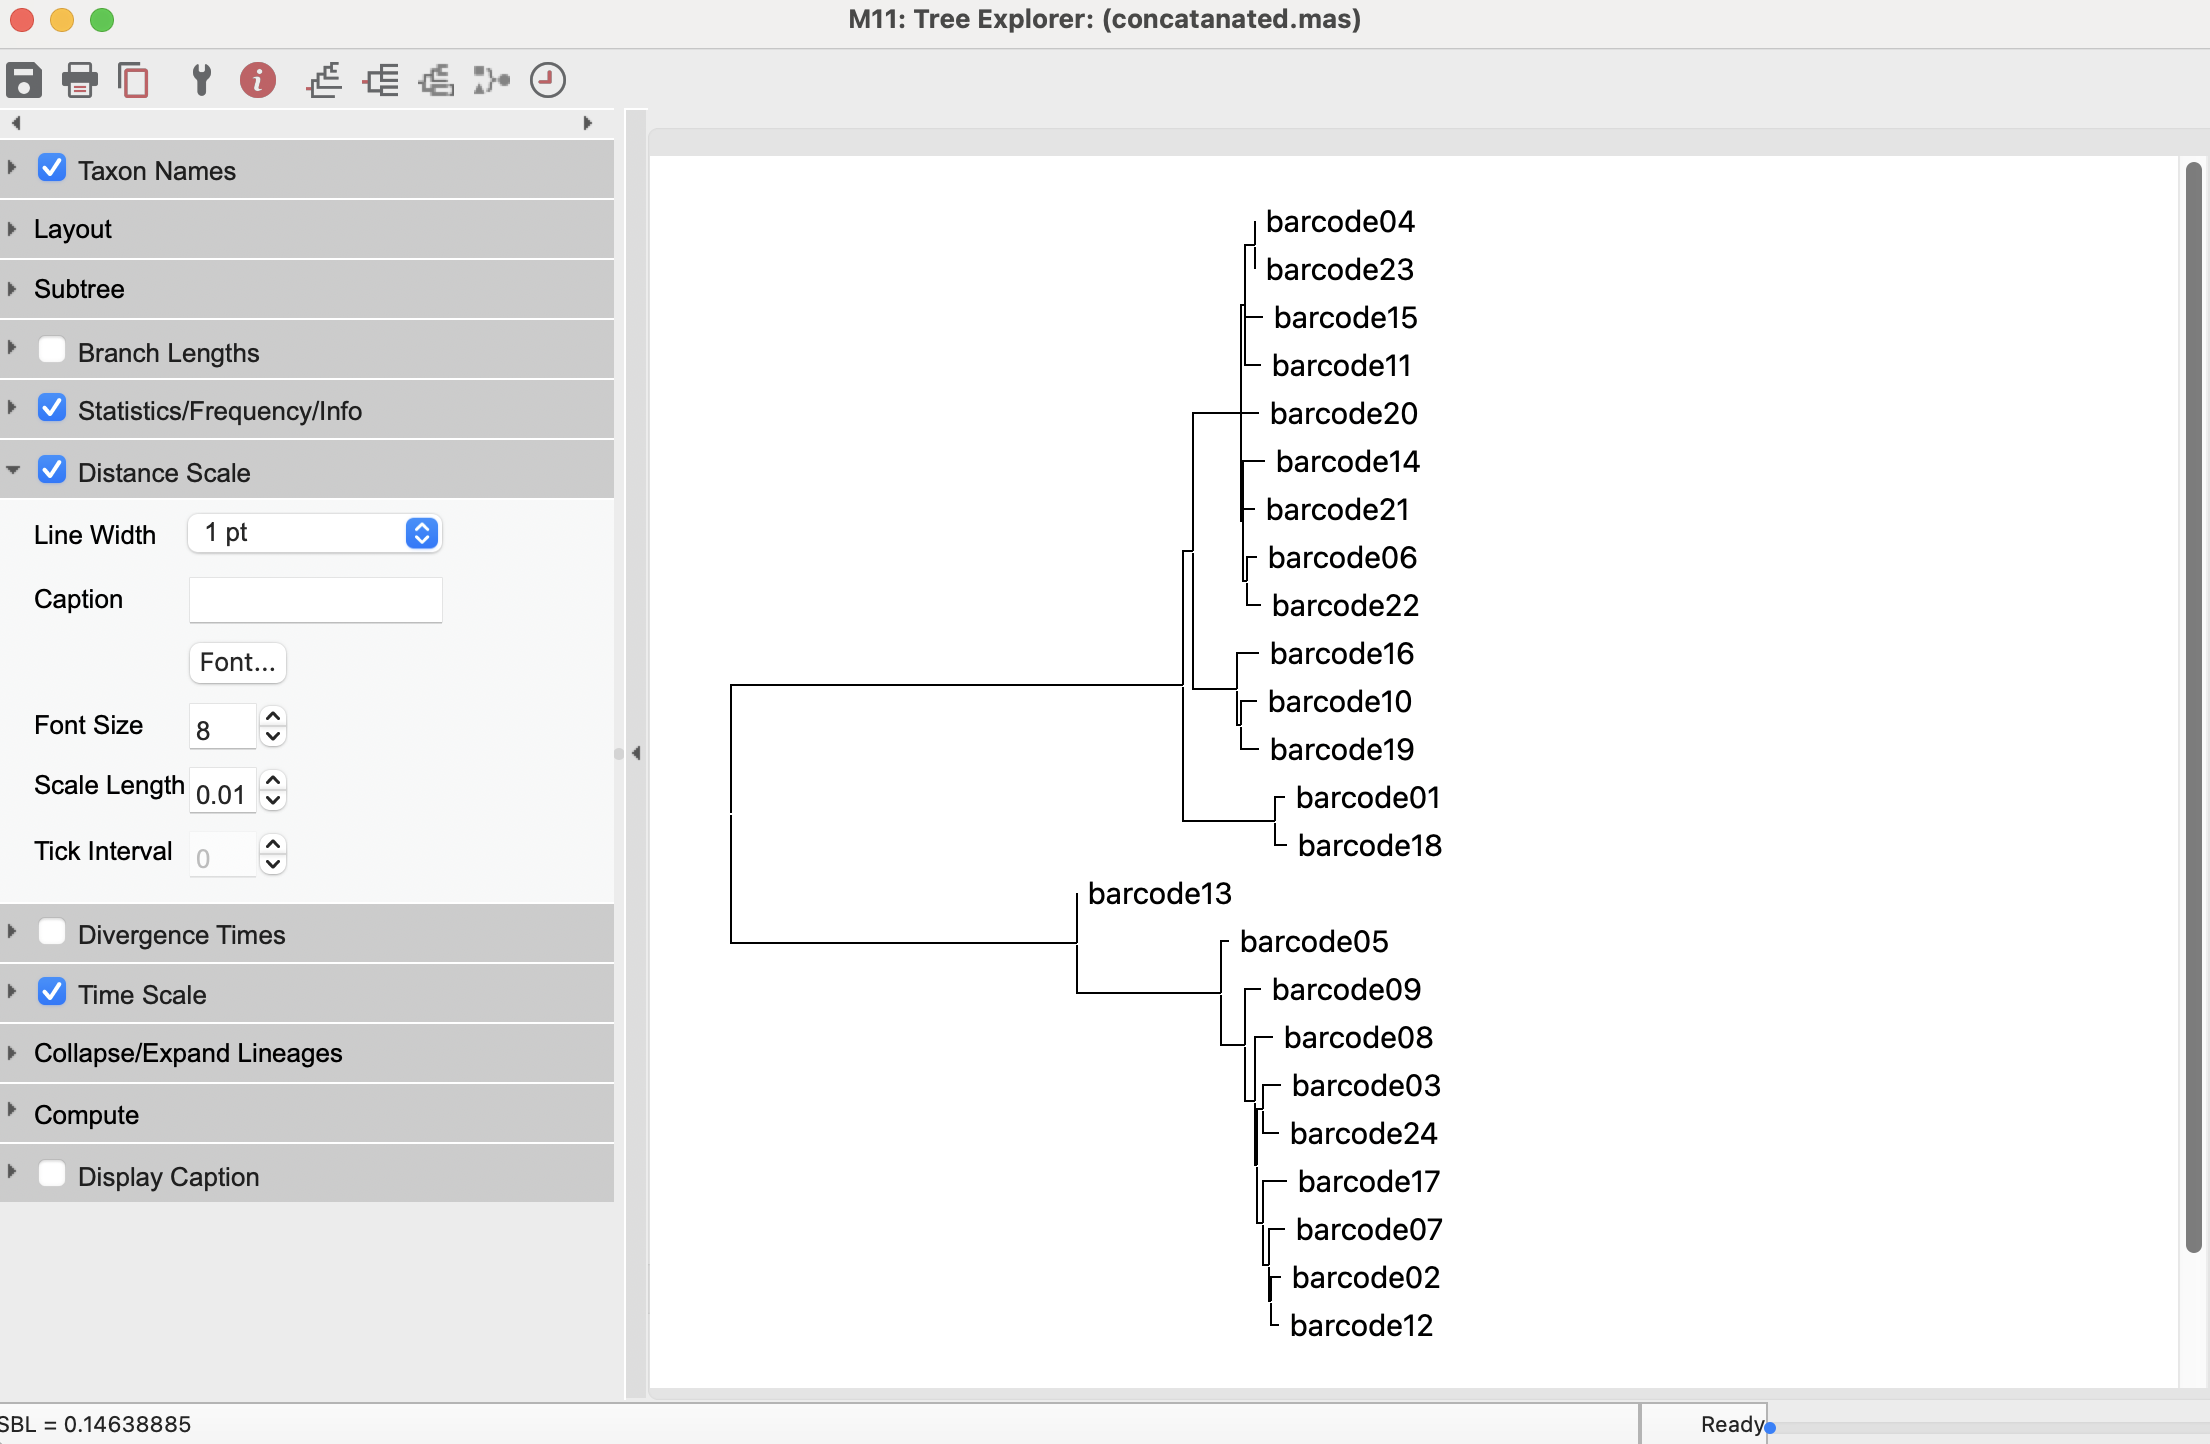 M11: Tree Explorer: (concatanated.mas)
Taxon Names
Layout
Subtree
Branch Lengths
Statistics/Frequency/Info
Distance Scale
Line Width 1 pt
Caption
Font...
Font Size 8
Scale Length 0.01
Tick Interval 0
Divergence Times
Time Scale
Collapse/Expand Lineages
Compute
Display Caption
barcode04
barcode23
barcode15
barcode11
barcode20
barcode14
barcode21
barcode06
barcode22
barcode16
barcode10
barcode19
barcode01
barcode18
barcode13
barcode05
barcode09
barcode08
barcode03
barcode24
barcode17
barcode07
barcode02
barcode12
SBL = 0.14638885
Ready